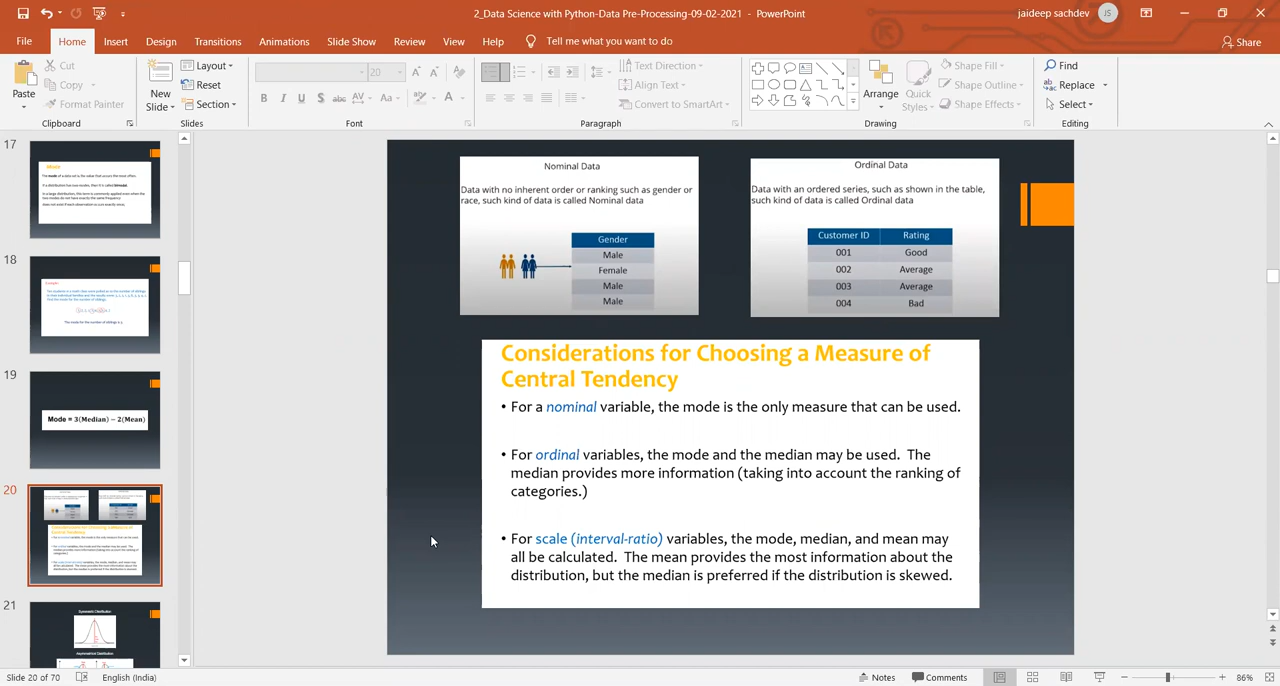 2_Data Science with Python-Data Pre-Processing-09-02-2021 - PowerPoint
jaideep sachdev
JS
File Home Insert Design Transitions Animations Slide Show Review View Help Tell me what you want to do
Share
Paste
Cut
Copy
Format Painter
Clipboard
New
Slide
Layout
Reset
Section
Slides
20
Font
Text Direction
Align Text
Convert to SmartArt
Paragraph
Arrange
Quick
Styles
Shape Fill
Shape Outline
Shape Effects
Drawing
Find
Replace
Select
Editing
17
18
19
Mode = 3(Median) − 2(Mean)
20
21
Symmetric Distribution
Asymmetrical Distribution
Nominal Data
Data with no inherent order or ranking such as gender or
race, such kind of data is called Nominal data
Gender
Male
Female
Male
Male
Ordinal Data
Data with an ordered series, such as shown in the table,
such kind of data is called Ordinal data
Customer ID Rating
001 Good
002 Average
003 Average
004 Bad
Considerations for Choosing a Measure of
Central Tendency
• For a nominal variable, the mode is the only measure that can be used.
• For ordinal variables, the mode and the median may be used. The
median provides more information (taking into account the ranking of
categories.)
• For scale (interval-ratio) variables, the mode, median, and mean may
all be calculated. The mean provides the most information about the
distribution, but the median is preferred if the distribution is skewed.
Slide 20 of 70 English (India)
Notes Comments 86%